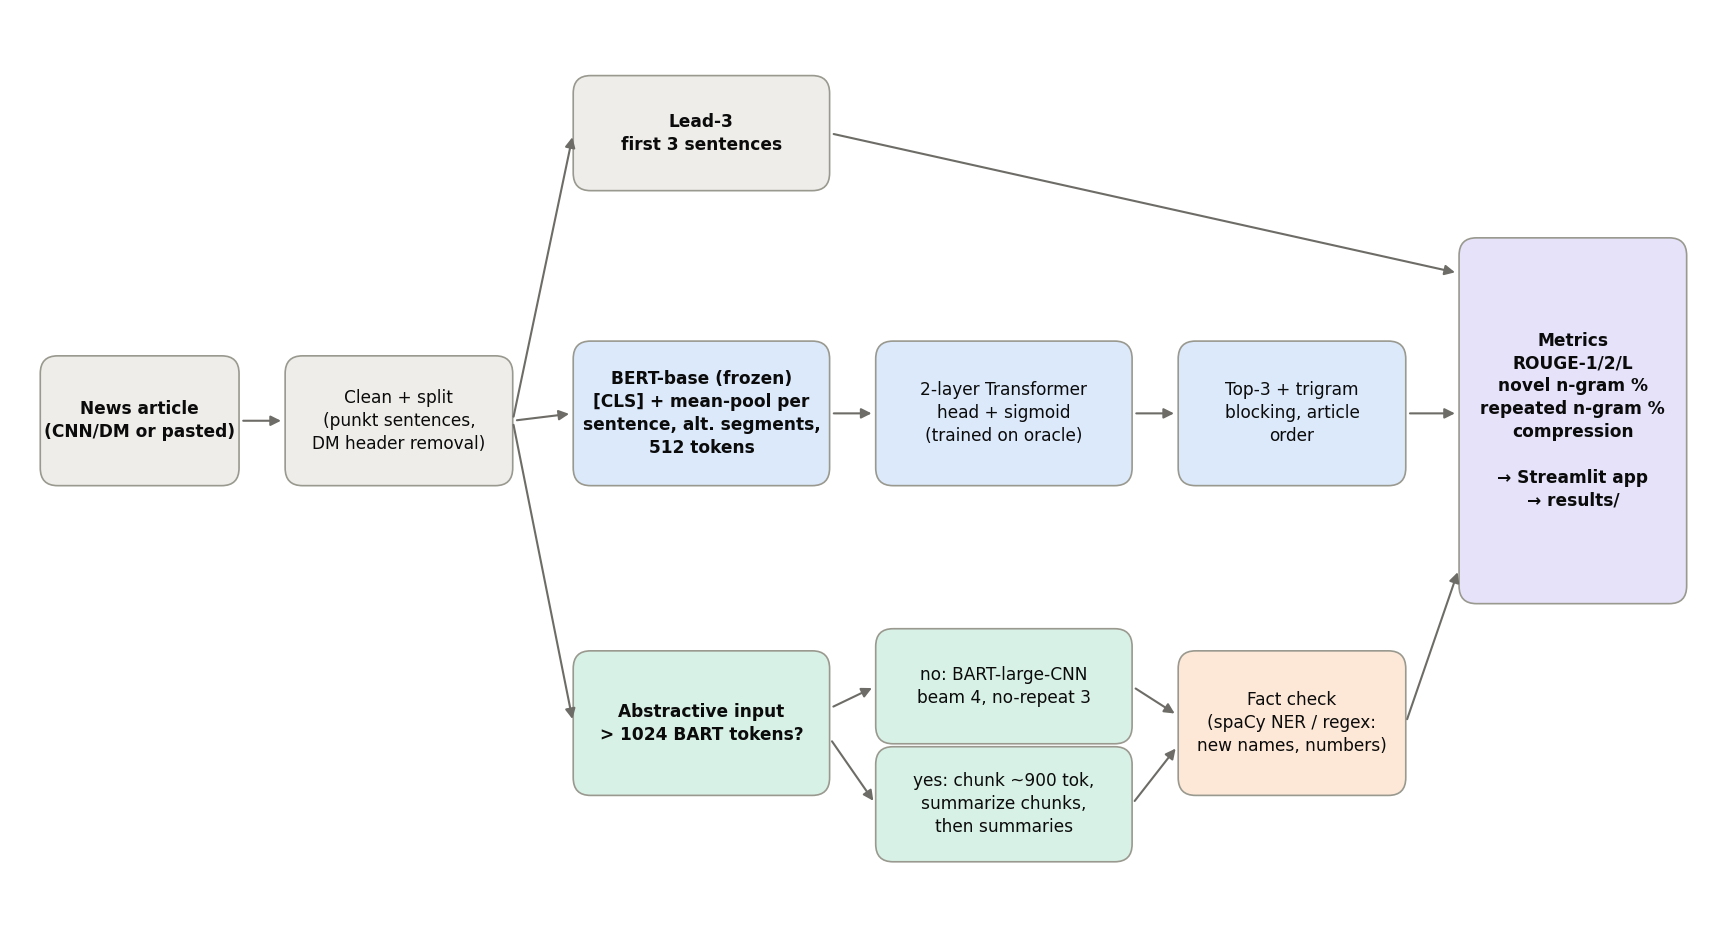 News article
(CNN/DM or pasted)
Clean + split
(punkt sentences,
DM header removal)
Lead-3
first 3 sentences
BERT-base (frozen)
[CLS] + mean-pool per
sentence, alt. segments,
512 tokens
2-layer Transformer
head + sigmoid
(trained on oracle)
Top-3 + trigram
blocking, article
order
Abstractive input
> 1024 BART tokens?
no: BART-large-CNN
beam 4, no-repeat 3
yes: chunk ~900 tok,
summarize chunks,
then summaries
Fact check
(spaCy NER / regex:
new names, numbers)
Metrics
ROUGE-1/2/L
novel n-gram %
repeated n-gram %
compression
→ Streamlit app
→ results/